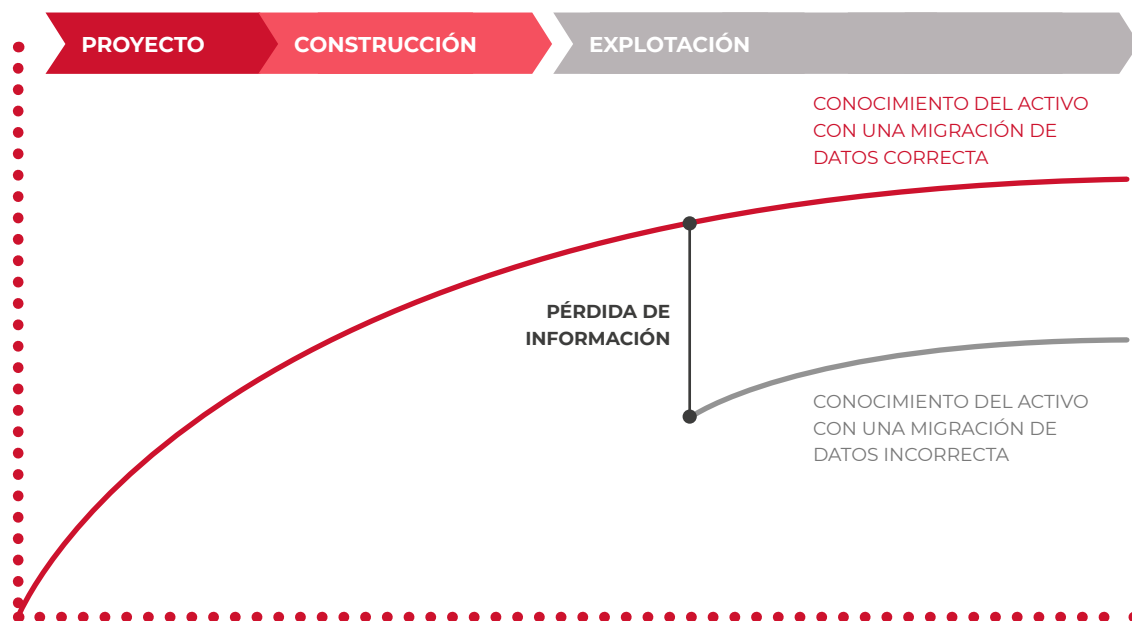 PROYECTO
CONSTRUCCIÓN
EXPLOTACIÓN
CONOCIMIENTO DEL ACTIVO
CON UNA MIGRACIÓN DE
DATOS CORRECTA
PÉRDIDA DE
INFORMACIÓN
CONOCIMIENTO DEL ACTIVO
CON UNA MIGRACIÓN DE
DATOS INCORRECTA